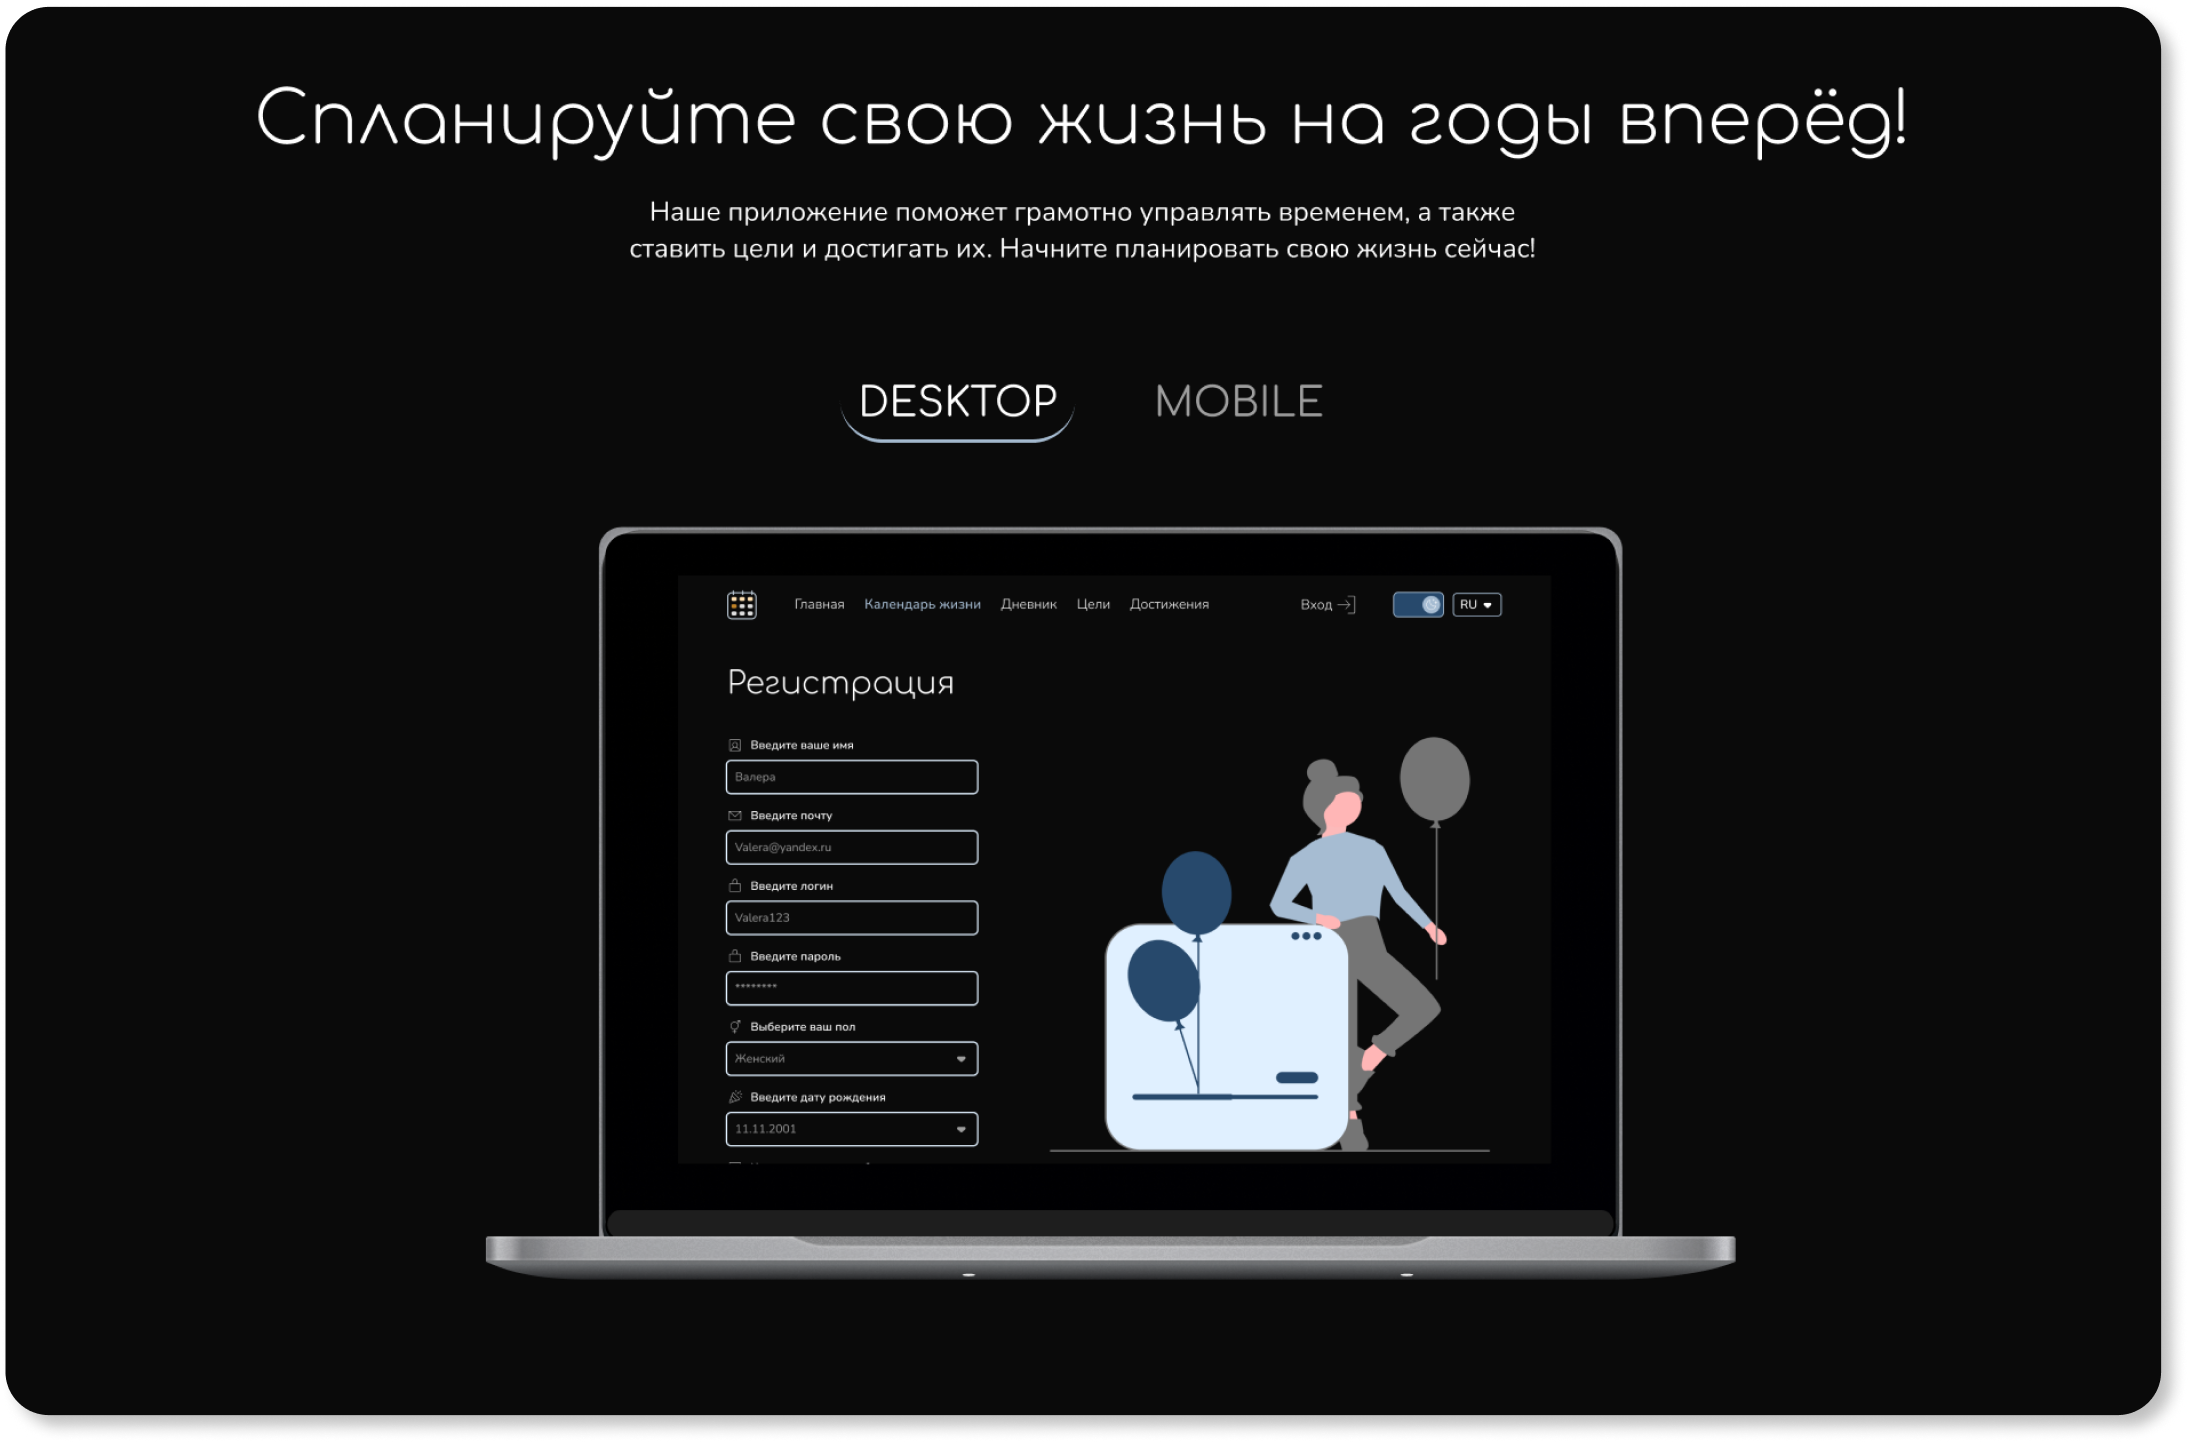 Спланируйте свою жизнь на годы вперёд!
Наше приложение поможет грамотно управлять временем, а также
ставить цели и достигать их. Начните планировать свою жизнь сейчас!
DESKTOP
MOBILE
Главная
Календарь жизни
Дневник
Цели
Достижения
Вход
RU
Регистрация
Введите ваше имя
Валера
Введите почту
Valera@yandex.ru
Введите логин
Valera123
Введите пароль
********
Выберите ваш пол
Женский
Введите дату рождения
11.11.2001